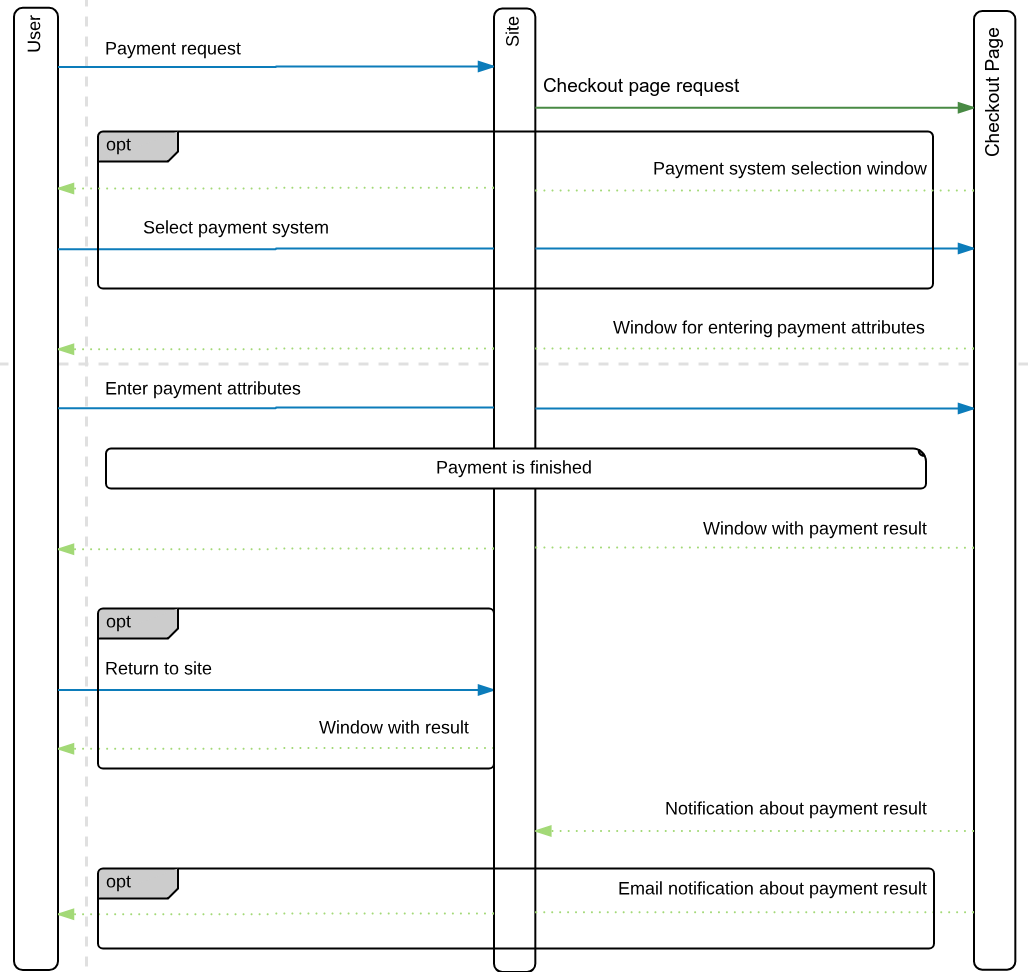 User
Site
Checkout Page
Payment request
Checkout page request
opt
Payment system selection window
Select payment system
Window for entering payment attributes
Enter payment attributes
Payment is finished
Window with payment result
opt
Return to site
Window with result
Notification about payment result
opt
Email notification about payment result